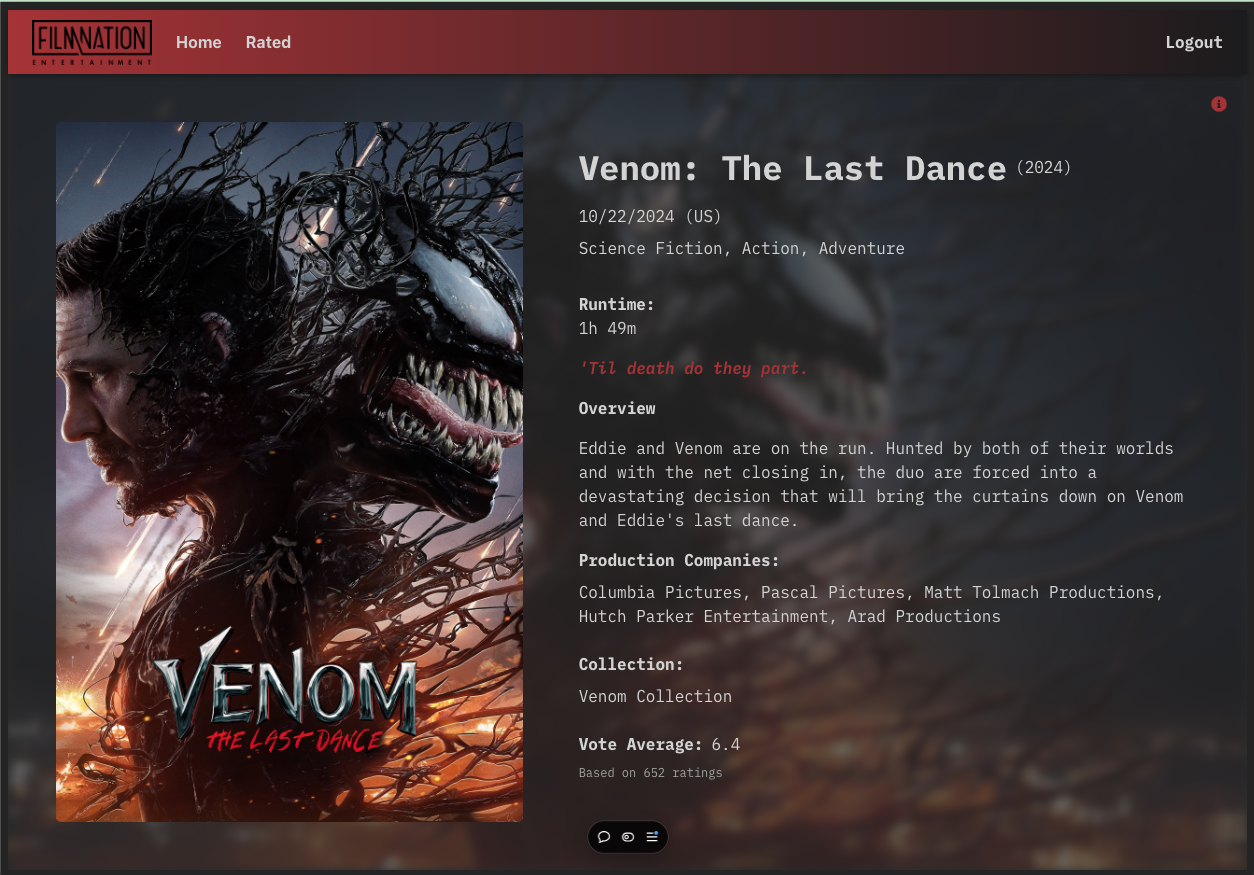 FILMNATION
ENTERTAINMENT
Home
Rated
Logout
Venom: The Last Dance (2024)
10/22/2024 (US)
Science Fiction, Action, Adventure
Runtime:
1h 49m
'Til death do they part.
Overview
Eddie and Venom are on the run. Hunted by both of their worlds
and with the net closing in, the duo are forced into a
devastating decision that will bring the curtains down on Venom
and Eddie's last dance.
Production Companies:
Columbia Pictures, Pascal Pictures, Matt Tolmach Productions,
Hutch Parker Entertainment, Arad Productions
Collection:
Venom Collection
Vote Average: 6.4
Based on 652 ratings
VENOM
THE LAST DANCE